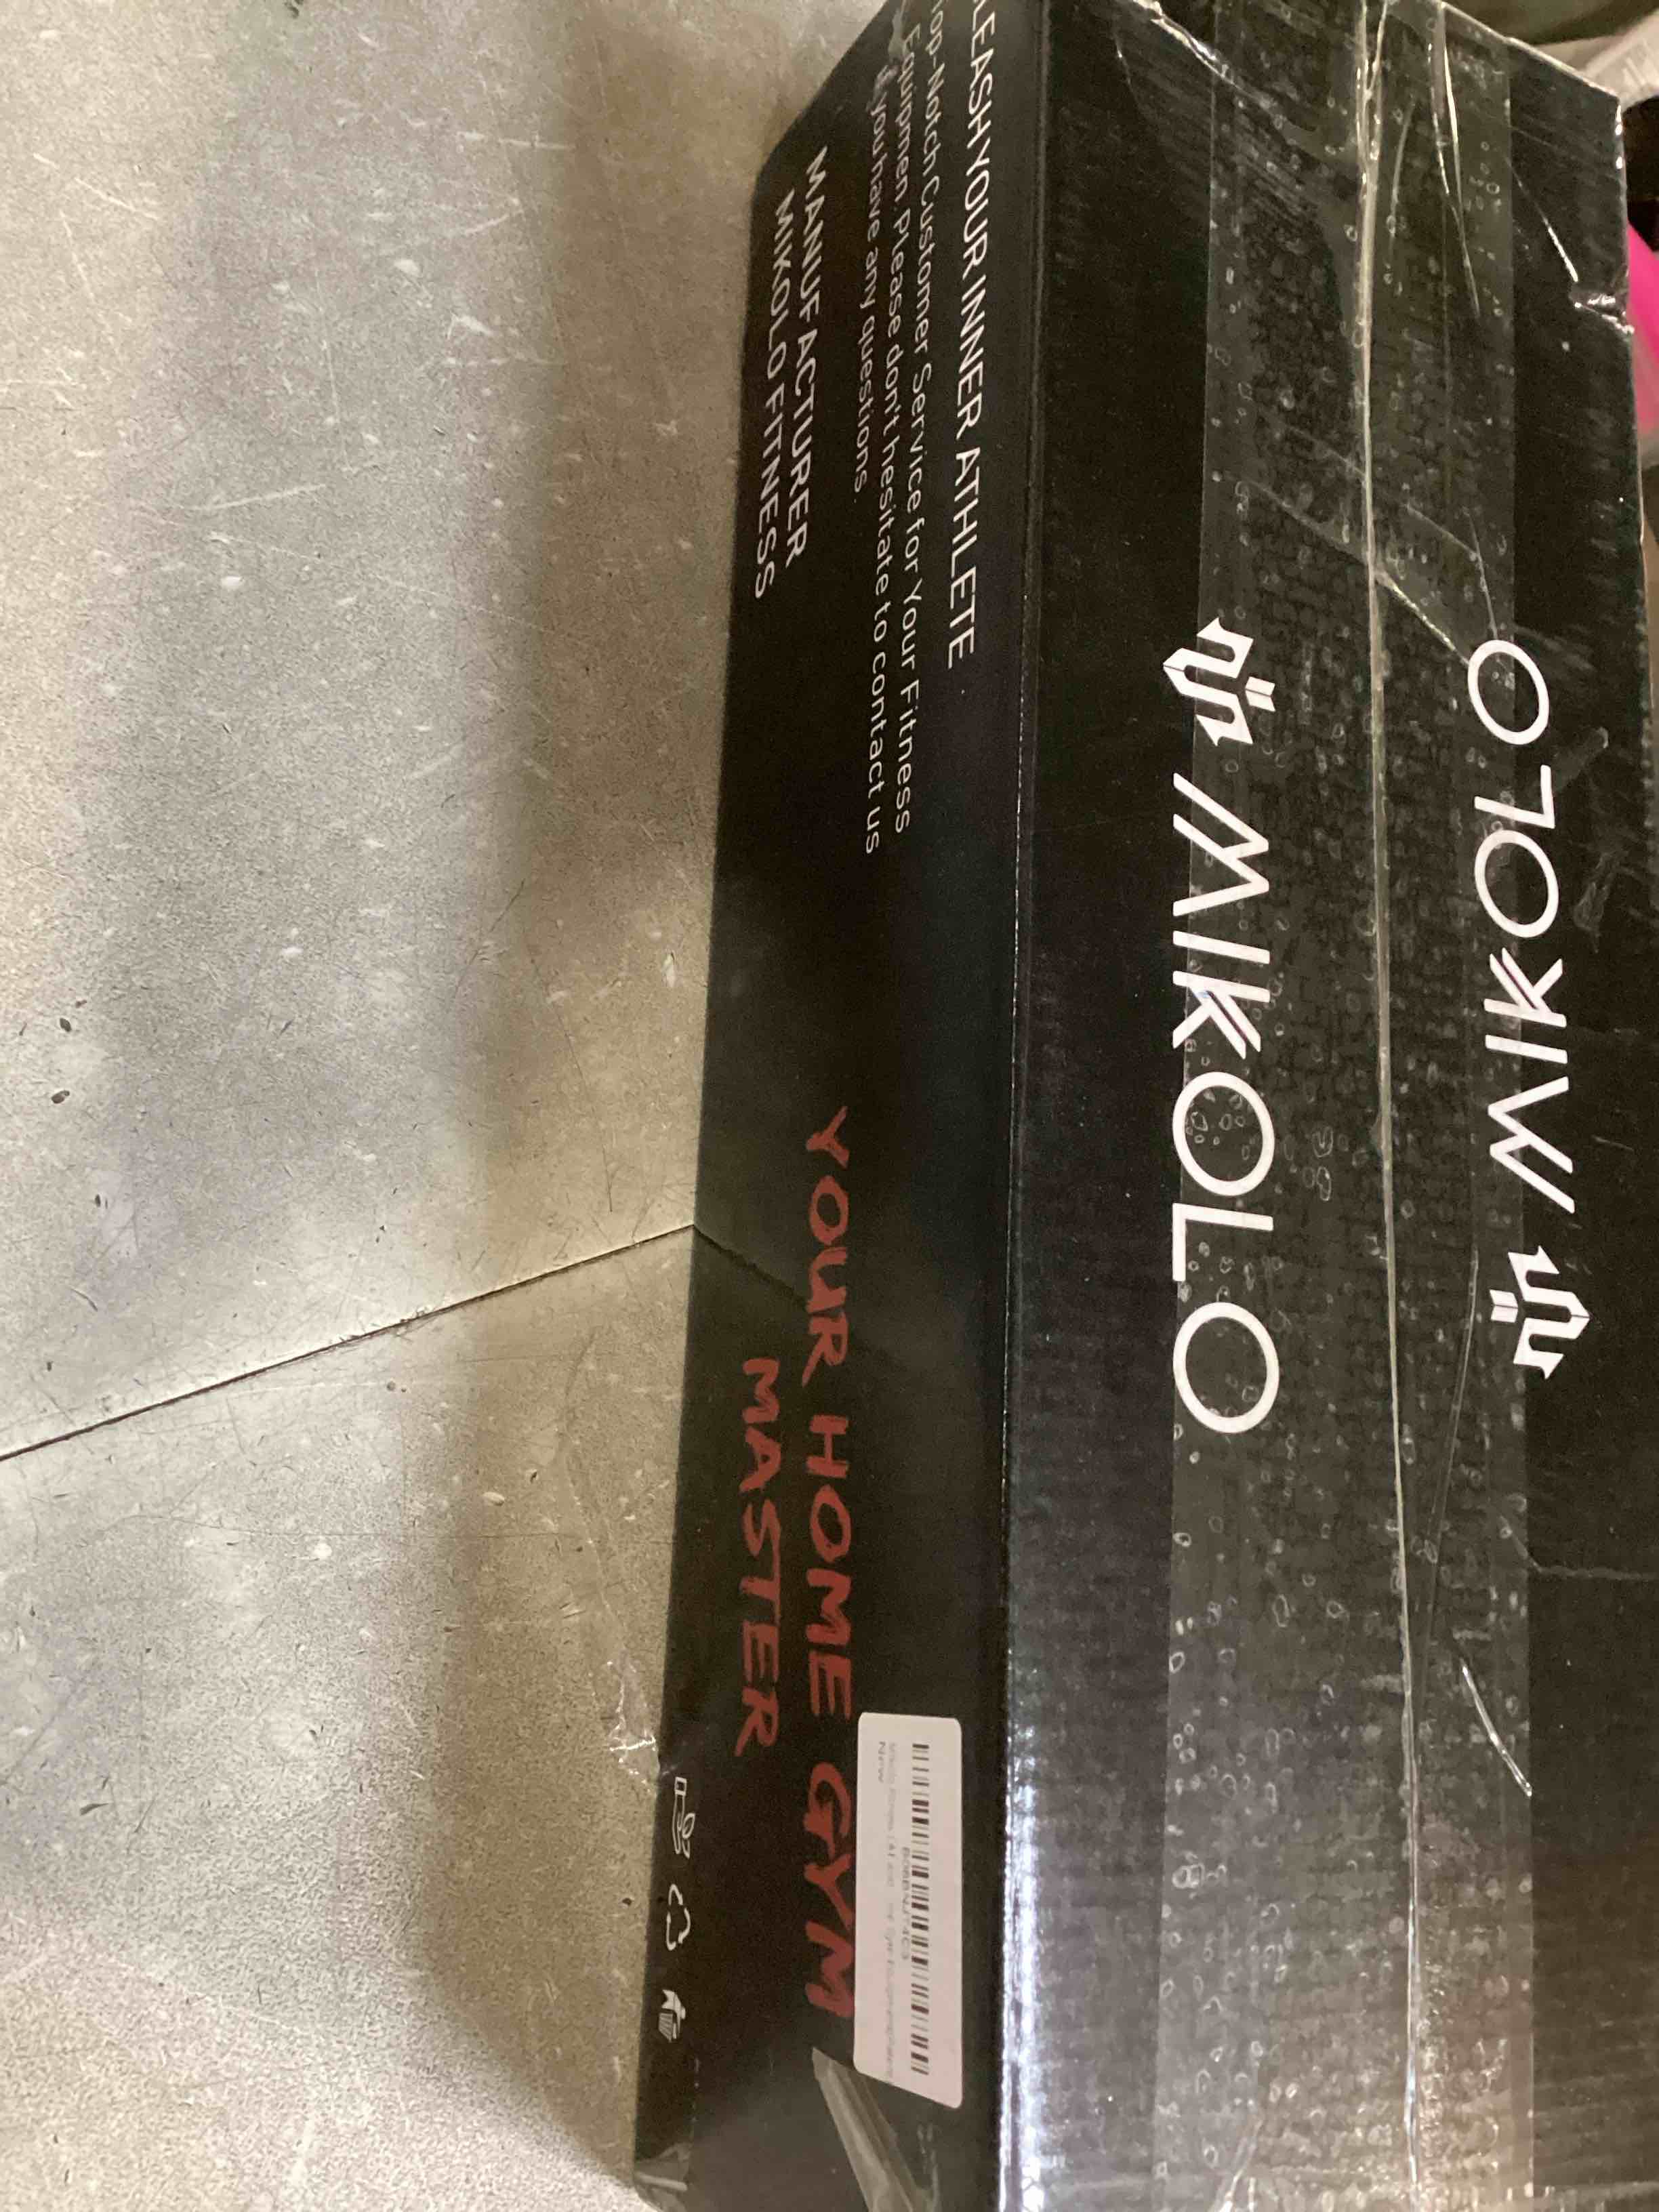 MIKOLO
MIKOLO
LEASH YOUR INNER ATHLETE
Top-Notch Customer Service for Your Fitness
Equipment. Please don't hesitate to contact us
if you have any questions.
MANUFACTURER
MIKOLO FITNESS
YOUR HOME GYM
MASTER
New